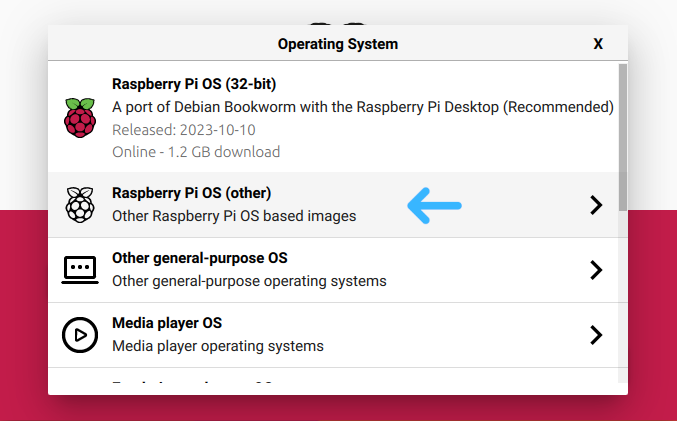 Operating System
X
Raspberry Pi OS (32-bit)
A port of Debian Bookworm with the Raspberry Pi Desktop (Recommended)
Released: 2023-10-10
Online - 1.2 GB download
Raspberry Pi OS (other)
Other Raspberry Pi OS based images
Other general-purpose OS
Other general-purpose operating systems
Media player OS
Media player operating systems